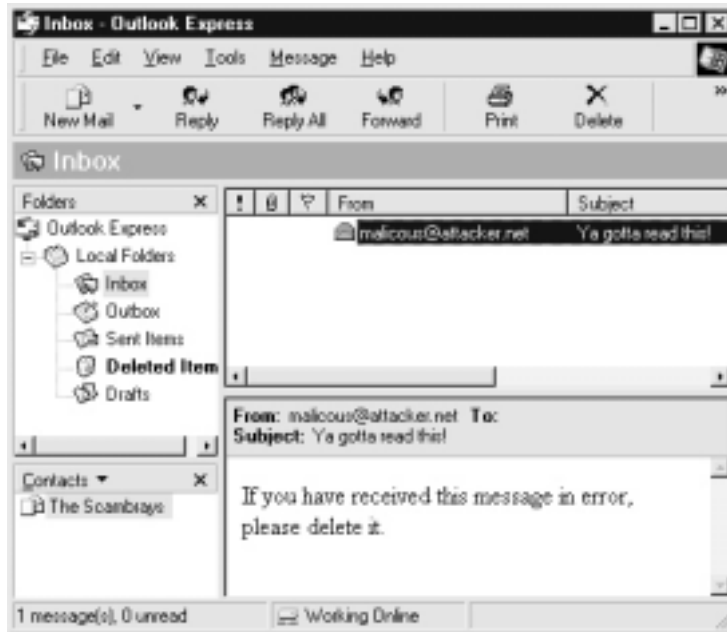 Inbox - Outlook Express
File Edit View Tools Message Help
New Mail Reply Reply All Forward Print Delete »
Inbox
Folders
! From Subject
Outlook Express
malicous@attacker.net Ya gotta read this!
Local Folders
Inbox
Outbox
Sent Items
Deleted Item
Drafts
From: malicous@attacker.net To:
Subject: Ya gotta read this!
Contacts
The Scambrays
If you have received this message in error,
please delete it.
1 message(s), 0 unread Working Online